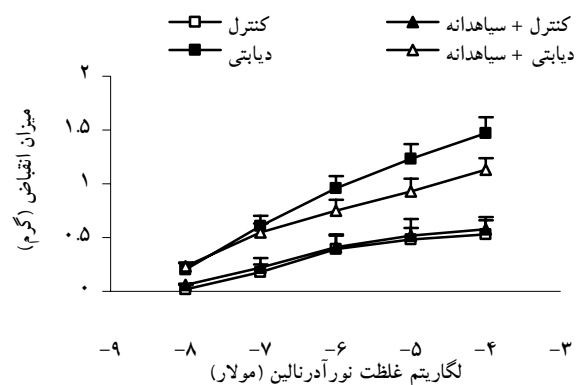 کنترل
کنترل + سیاهدانه
دیابتی
دیابتی + سیاهدانه
۲
۱.۵
۱
۰.۵
۰
میزان انقباض (گرم)
-۹ -۸ -۷ -۶ -۵ -۴ -۳
لگاریتم غلظت نورآدرنالین (مولار)